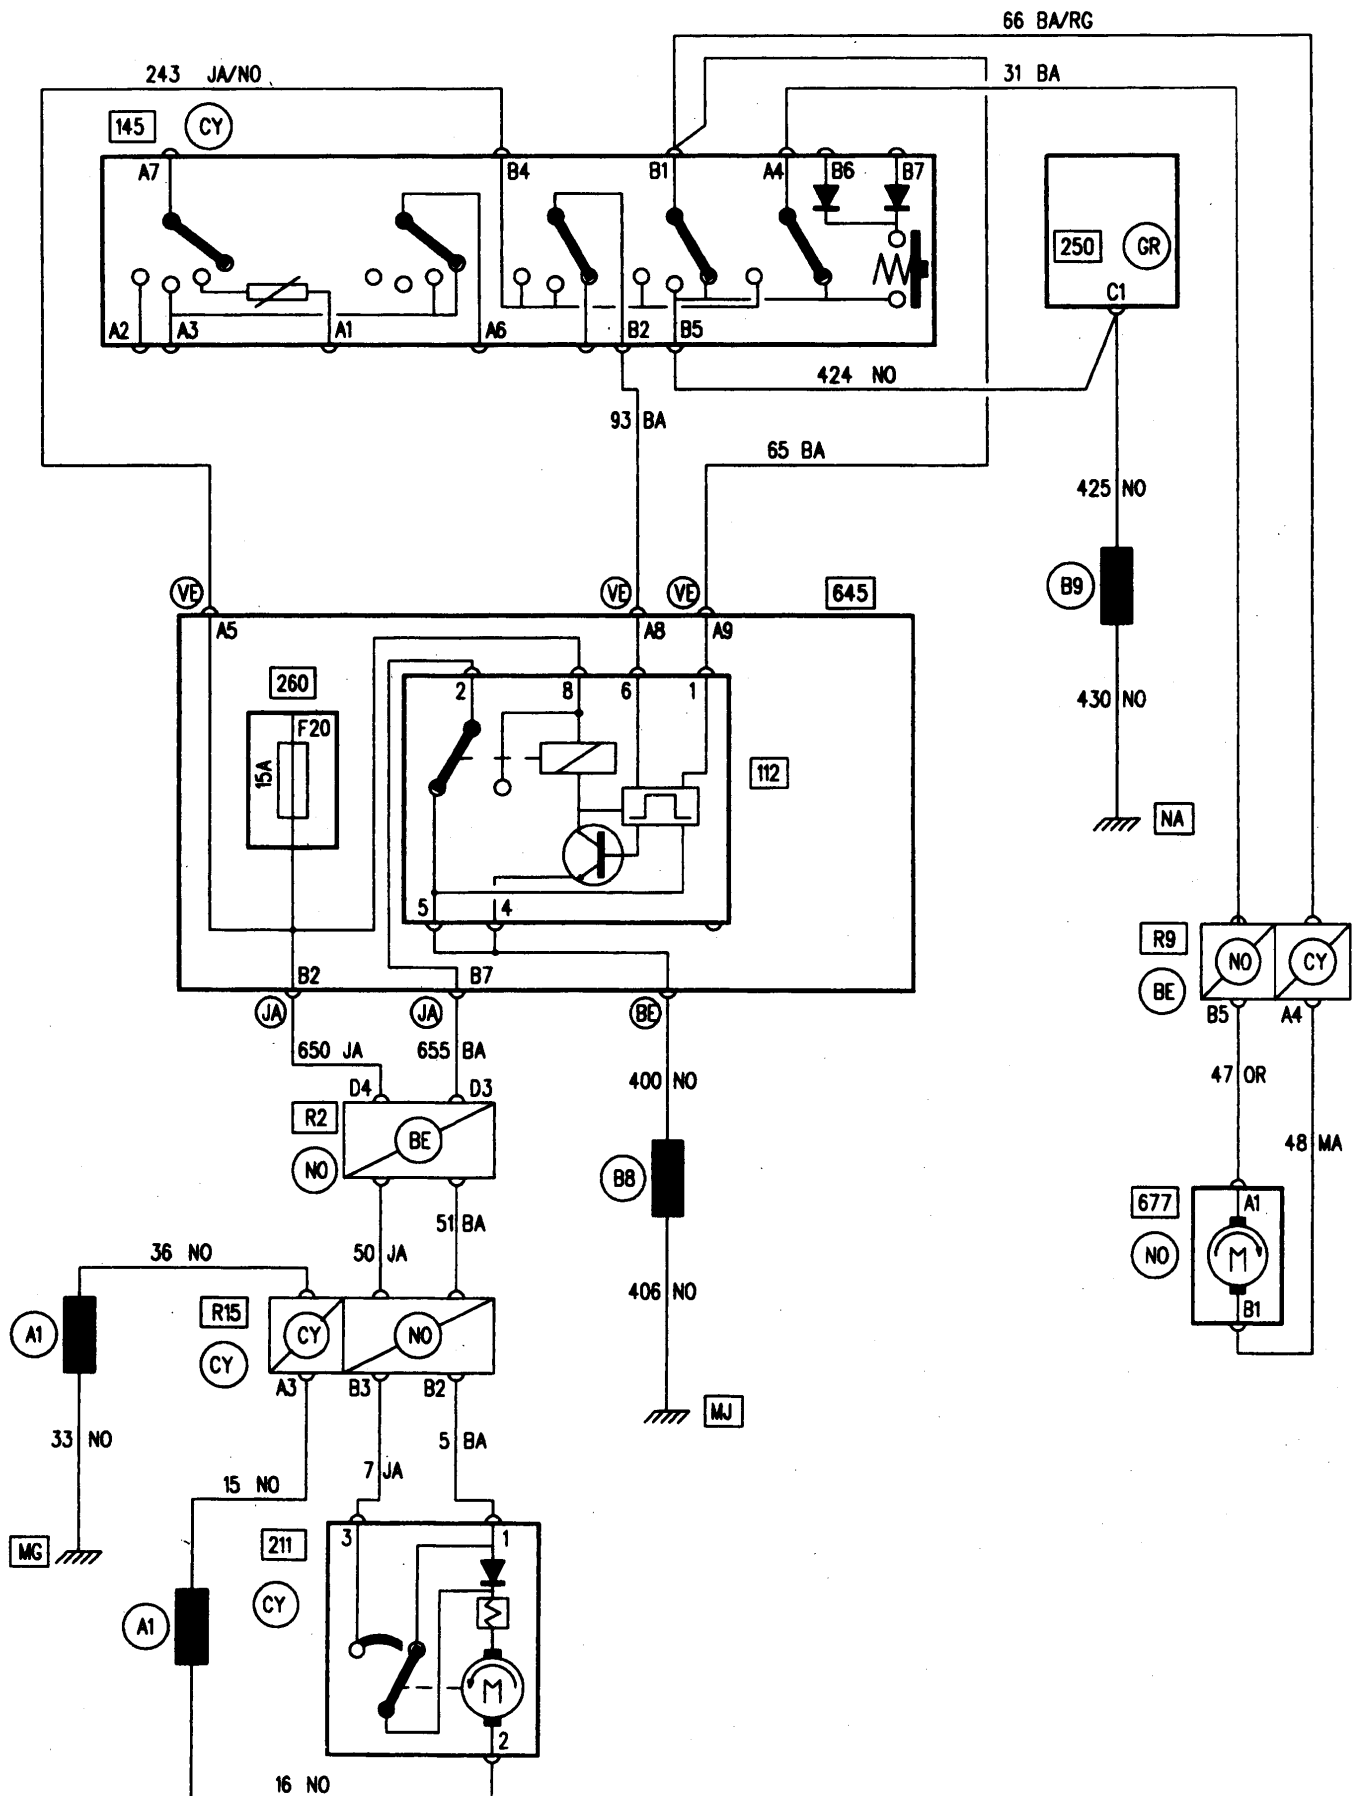 66 BA/RG
243 JA/NO
31 BA
145 CY
A7 B4 B1 A4 B6 B7
250 GR
C1
A2 A3 A1 A6 B2 B5
424 NO
93 BA
65 BA
425 NO
VE VE VE 645
B9
A5 A8 A9
260
2 8 6 1
430 NO
F20
15A
112
NA
5 4
R9 NO CY
B2 B7
BE
JA JA BE
B5 A4
650 JA 655 BA
D4 D3
400 NO
47 OR
R2 BE
48 MA
NO
B8
51 BA
677 A1
50 JA
36 NO
NO M
406 NO
R15
B1
A1 CY NO
CY
A3 B3 B2
MJ
33 NO 5 BA
7 JA
15 NO
3 1
211
MG
CY
A1
M
2
16 NO